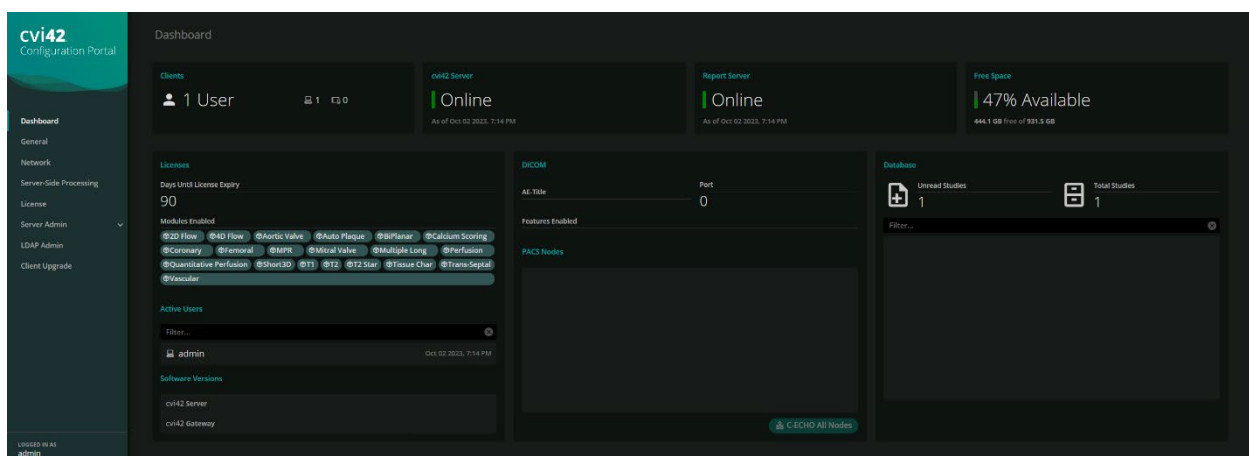 cvi42
Configuration Portal
Dashboard
General
Network
Server-Side Processing
License
Server Admin
LDAP Admin
Client Upgrade
LOGGED IN AS
admin
Dashboard
Clients
1 User 1 0
cvi42 Server
Online
As of Oct 02 2023, 7:14 PM
Report Server
Online
As of Oct 02 2023, 7:14 PM
Free Space
47% Available
444.1 GB free of 931.5 GB
Licenses
Days Until License Expiry
90
Modules Enabled
2D Flow 4D Flow Aortic Valve Auto Plaque BiPlanar Calcium Scoring
Coronary Femoral MPR Mitral Valve Multiple Long Perfusion
Quantitative Perfusion Short3D T1 T2 T2 Star Tissue Char Trans-Septal
Vascular
Active Users
Filter...
admin Oct 02 2023, 7:14 PM
Software Versions
cvi42 Server
cvi42 Gateway
DICOM
AE-Title
Port
0
Features Enabled
PACS Nodes
C-ECHO All Nodes
Database
Unread Studies
1
Total Studies
1
Filter...